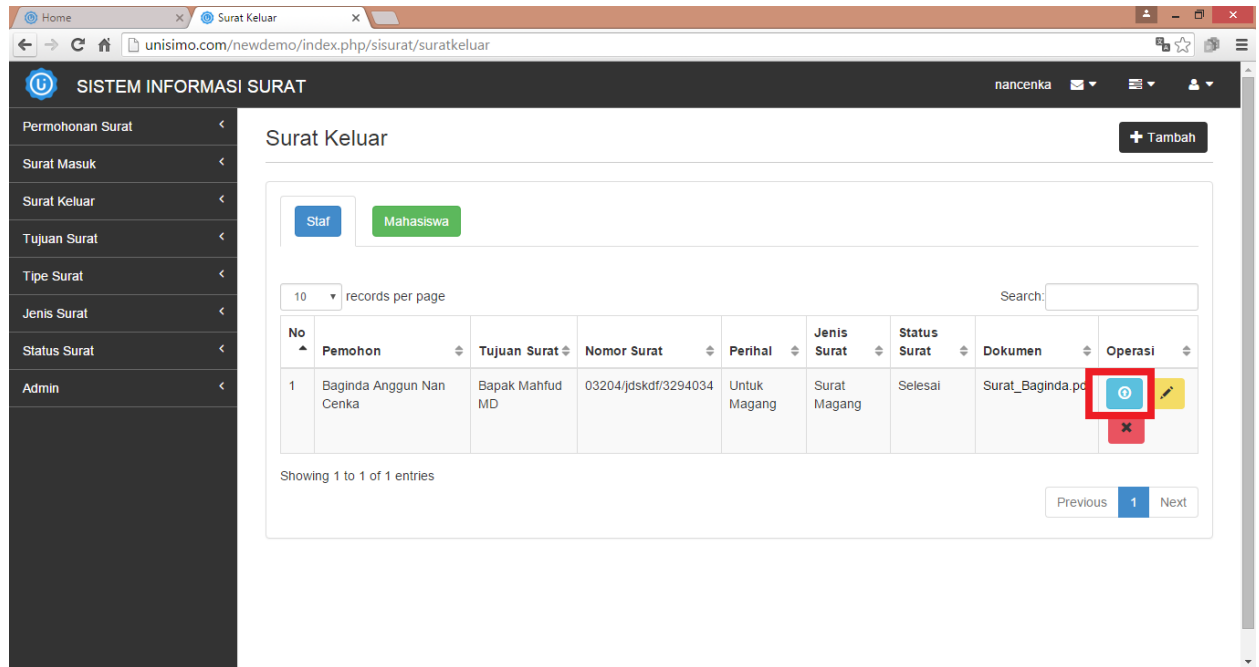 Home
Surat Keluar
unisimo.com/newdemo/index.php/sisurat/suratkeluar
SISTEM INFORMASI SURAT
nancenka
Permohonan Surat
Surat Masuk
Surat Keluar
Tujuan Surat
Tipe Surat
Jenis Surat
Status Surat
Admin
Surat Keluar
+ Tambah
Staf
Mahasiswa
10 records per page
Search:
No
Pemohon
Tujuan Surat
Nomor Surat
Perihal
Jenis
Surat
Status
Surat
Dokumen
Operasi
1
Baginda Anggun Nan
Cenka
Bapak Mahfud
MD
03204/jdskdf/3294034
Untuk
Magang
Surat
Magang
Selesai
Surat_Baginda.pd
Showing 1 to 1 of 1 entries
Previous
1
Next